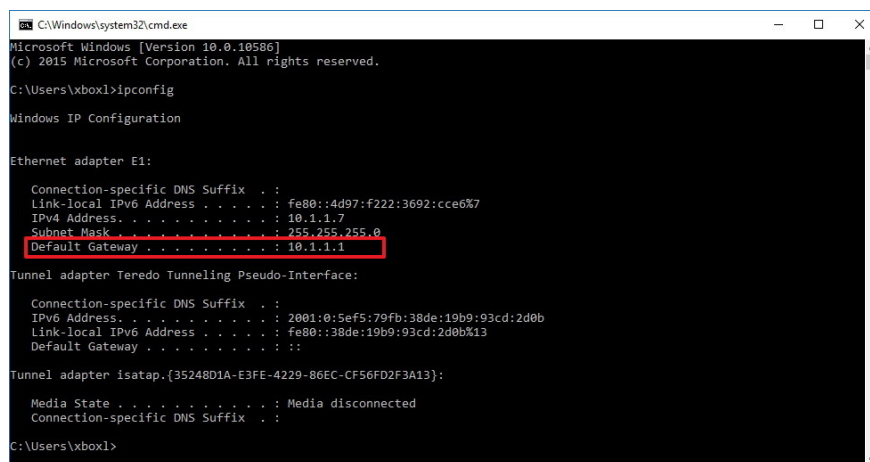 C:\Windows\system32\cmd.exe
Microsoft Windows [Version 10.0.10586]
(c) 2015 Microsoft Corporation. All rights reserved.
C:\Users\xboxl>ipconfig
Windows IP Configuration
Ethernet adapter E1:
Connection-specific DNS Suffix  . :
Link-local IPv6 Address . . . . . : fe80::4d97:f222:3692:cce6%7
IPv4 Address. . . . . . . . . . . : 10.1.1.7
Subnet Mask . . . . . . . . . . . : 255.255.255.0
Default Gateway . . . . . . . . . : 10.1.1.1
Tunnel adapter Teredo Tunneling Pseudo-Interface:
Connection-specific DNS Suffix  . :
IPv6 Address. . . . . . . . . . . : 2001:0:5ef5:79fb:38de:19b9:93cd:2d0b
Link-local IPv6 Address . . . . . : fe80::38de:19b9:93cd:2d0b%13
Default Gateway . . . . . . . . . : ::
Tunnel adapter isatap.{35248D1A-E3FE-4229-86EC-CF56FD2F3A13}:
Media State . . . . . . . . . . . : Media disconnected
Connection-specific DNS Suffix  . :
C:\Users\xboxl>